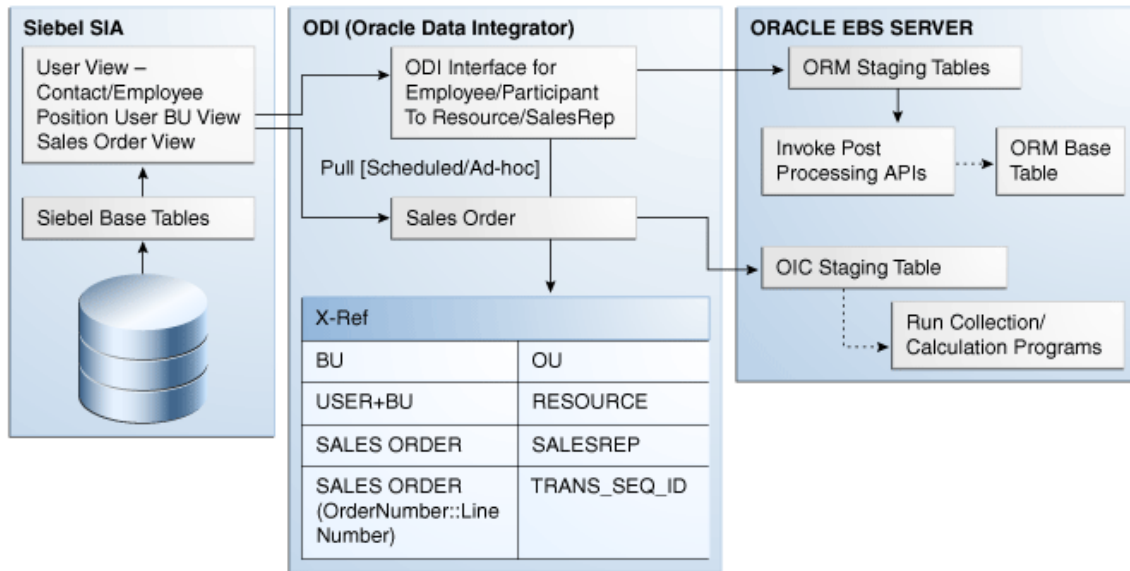 Siebel SIA
User View –
Contact/Employee
Position User BU View
Sales Order View
Siebel Base Tables
ODI (Oracle Data Integrator)
ODI Interface for
Employee/Participant
To Resource/SalesRep
Pull [Scheduled/Ad-hoc]
Sales Order
X-Ref
BU
OU
USER+BU
RESOURCE
SALES ORDER
SALESREP
SALES ORDER
(OrderNumber::Line
Number)
TRANS_SEQ_ID
ORACLE EBS SERVER
ORM Staging Tables
Invoke Post
Processing APIs
ORM Base
Table
OIC Staging Table
Run Collection/
Calculation Programs